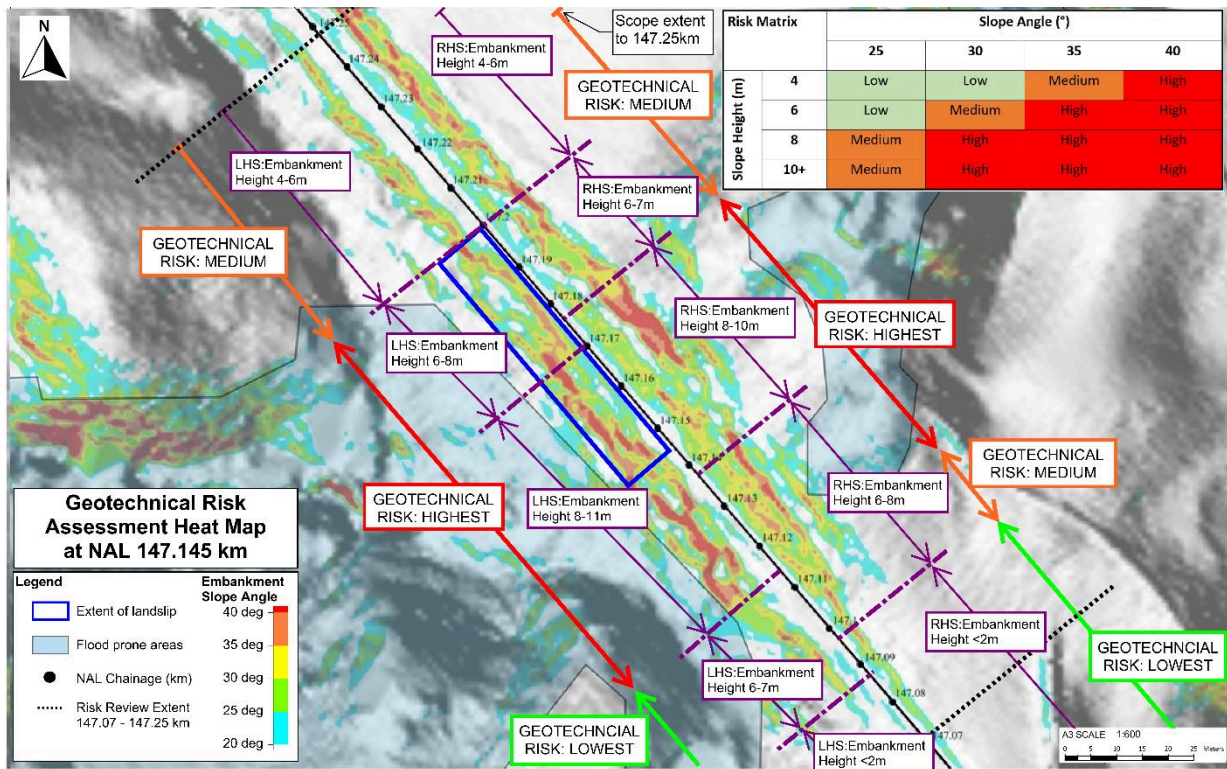 N
Scope extent
to 147.25km
Risk Matrix
Slope Angle (°)
25 30 35 40
Slope Height (m)
4 Low Low Medium High
6 Low Medium High High
8 Medium High High High
10+ Medium High High High
RHS:Embankment
Height 4-6m
GEOTECHNICAL
RISK: MEDIUM
LHS:Embankment
Height 4-6m
RHS:Embankment
Height 6-7m
GEOTECHNICAL
RISK: MEDIUM
147.24
147.23
147.22
147.21
147.19
147.18
147.17
147.16
147.15
147.13
147.12
147.11
147.09
147.08
147.07
RHS:Embankment
Height 8-10m
GEOTECHNICAL
RISK: HIGHEST
LHS:Embankment
Height 6-8m
GEOTECHNICAL
RISK: MEDIUM
RHS:Embankment
Height 6-8m
GEOTECHNICAL
RISK: HIGHEST
LHS:Embankment
Height 8-11m
RHS:Embankment
Height <2m
GEOTECHNCIAL
RISK: LOWEST
LHS:Embankment
Height 6-7m
GEOTECHNCIAL
RISK: LOWEST
LHS:Embankment
Height <2m
Geotechnical Risk
Assessment Heat Map
at NAL 147.145 km
Legend
Extent of landslip
Flood prone areas
NAL Chainage (km)
Risk Review Extent
147.07 - 147.25 km
Embankment
Slope Angle
40 deg
35 deg
30 deg
25 deg
20 deg
A3 SCALE 1:600
0 5 10 15 20 25 Meters